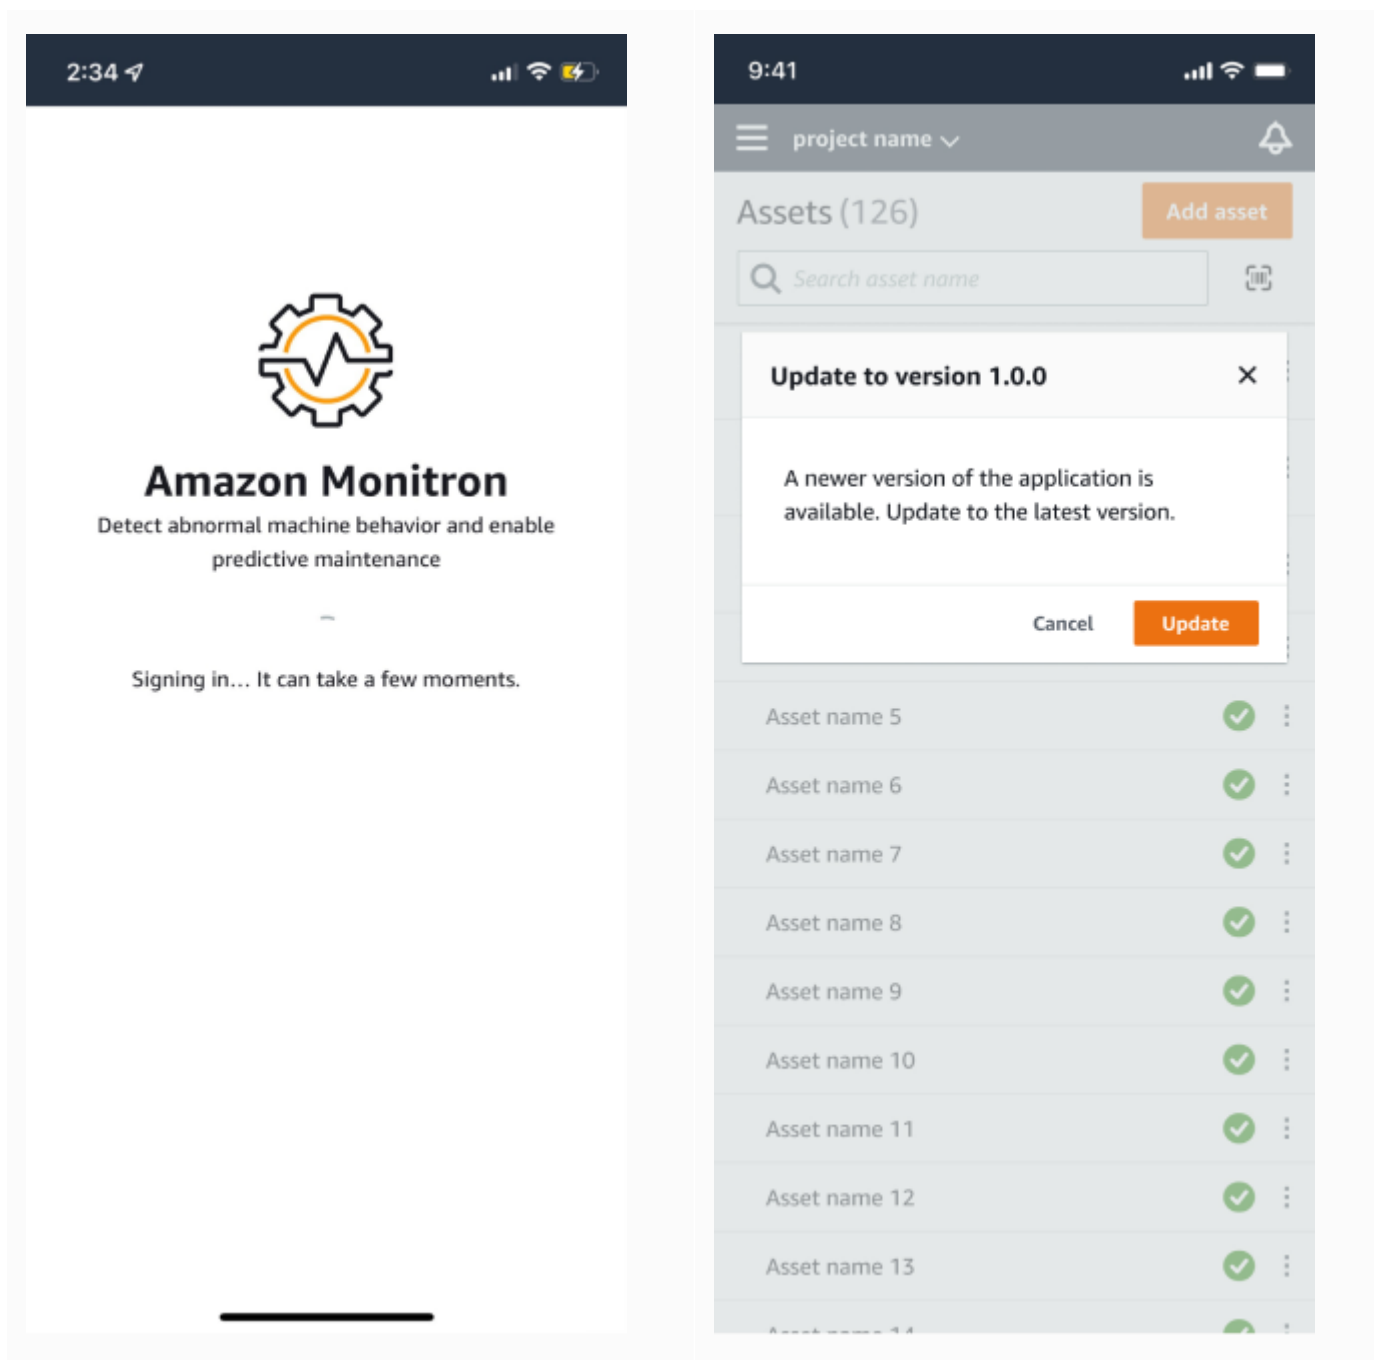 2:34
Amazon Monitron
Detect abnormal machine behavior and enable
predictive maintenance
Signing in... It can take a few moments.
9:41
project name
Assets (126)
Add asset
Search asset name
Update to version 1.0.0
A newer version of the application is
available. Update to the latest version.
Cancel
Update
Asset name 5
Asset name 6
Asset name 7
Asset name 8
Asset name 9
Asset name 10
Asset name 11
Asset name 12
Asset name 13
Asset name 14